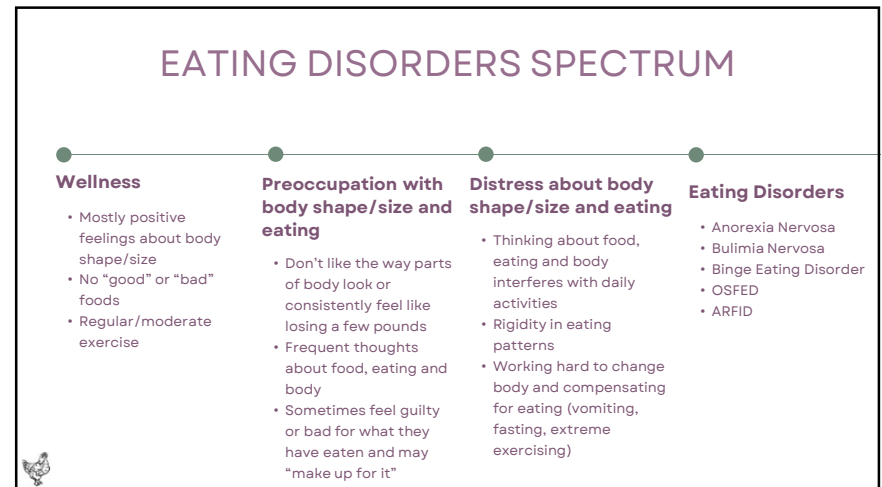 EATING DISORDERS SPECTRUM
Wellness
• Mostly positive
feelings about body
shape/size
• No “good” or “bad”
foods
• Regular/moderate
exercise
Preoccupation with
body shape/size and
eating
• Don’t like the way parts
of body look or
consistently feel like
losing a few pounds
• Frequent thoughts
about food, eating and
body
• Sometimes feel guilty
or bad for what they
have eaten and may
“make up for it”
Distress about body
shape/size and eating
• Thinking about food,
eating and body
interferes with daily
activities
• Rigidity in eating
patterns
• Working hard to change
body and compensating
for eating (vomiting,
fasting, extreme
exercising)
Eating Disorders
• Anorexia Nervosa
• Bulimia Nervosa
• Binge Eating Disorder
• OSFED
• ARFID